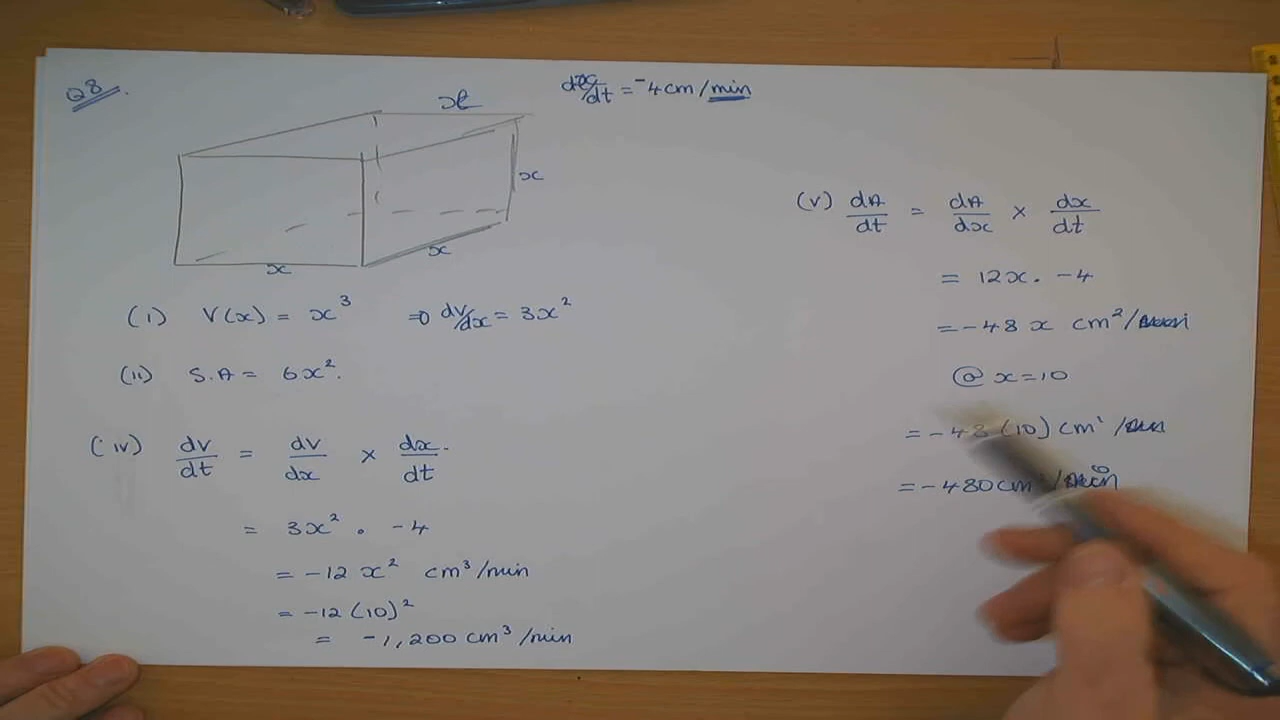 Q8.
dx/dt = -4cm/min
x
x
x
x
(i) V(x) = x³ ⇒ dv/dx = 3x²
(ii) S.A = 6x².
(iv) dv/dt = dv/dx × dx/dt.
= 3x² . -4
= -12 x² cm³/min
= -12 (10)²
= -1,200 cm³/min
(v) dA/dt = dA/dx × dx/dt
= 12x . -4
= -48 x cm²/
@ x=10
= -48 (10) cm²/
= -480cm²/min